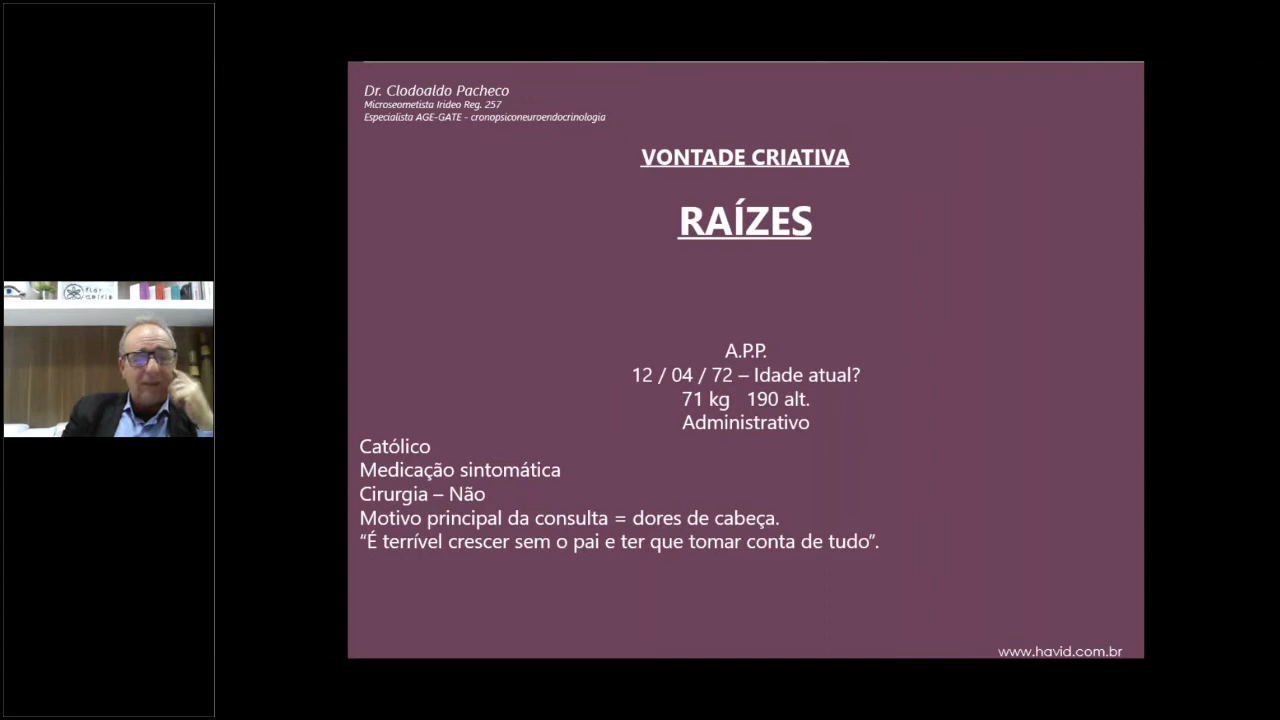 Dr. Clodoaldo Pacheco
Microseometista Irideo Reg. 257
Especialista AGE-GATE - cronopsiconeuroendocrinologia
VONTADE CRIATIVA
RAÍZES
A.P.P.
12 / 04 / 72 – Idade atual?
71 kg 190 alt.
Administrativo
Católico
Medicação sintomática
Cirurgia – Não
Motivo principal da consulta = dores de cabeça.
“É terrível crescer sem o pai e ter que tomar conta de tudo”.
www.havid.com.br